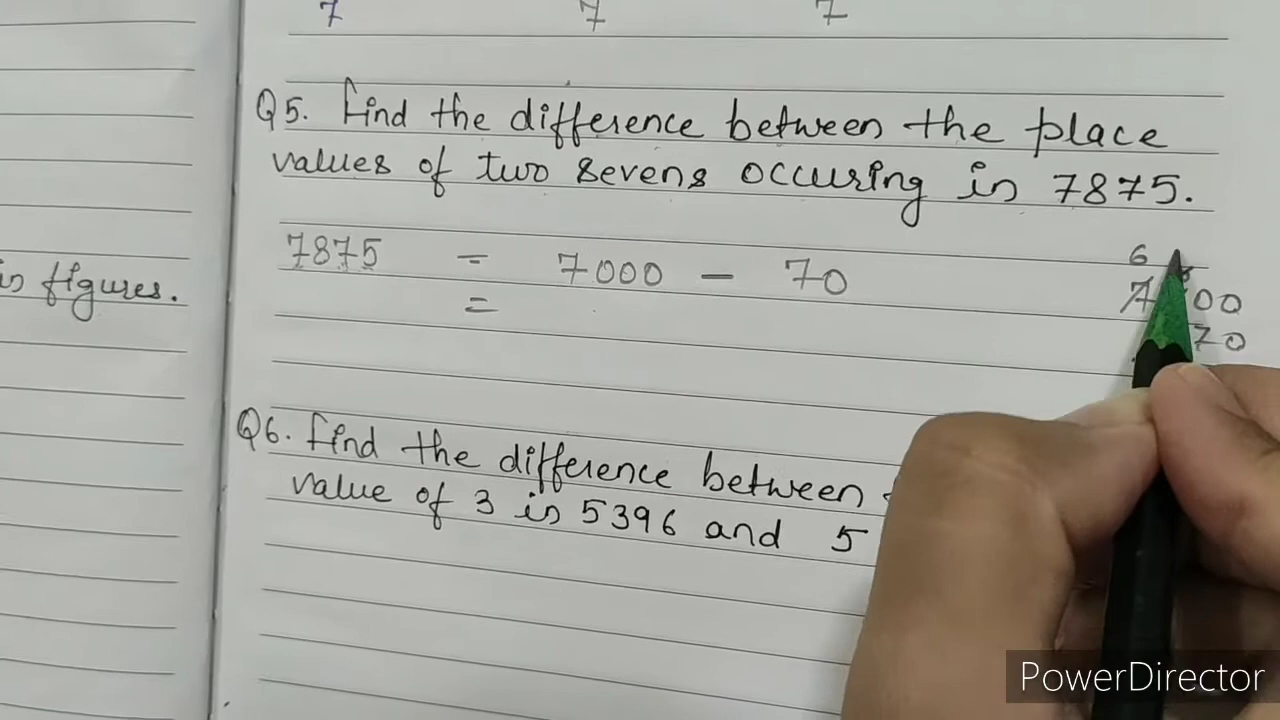 7 7 7
Q5. Find the difference between the place
values of two sevens occuring in 7875.
7875 = 7000 - 70
=
6
7 00
70
in figures.
Q6. Find the difference between
value of 3 in 5396 and 5
PowerDirector